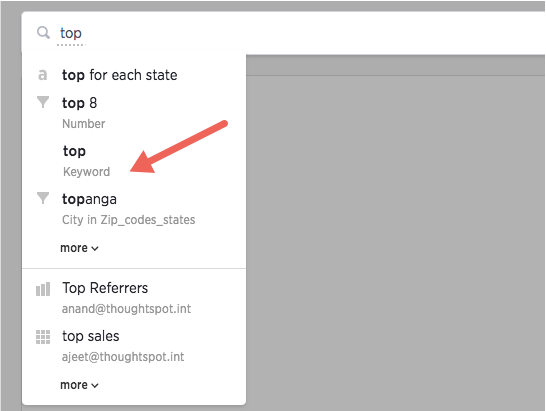 top
a top for each state
top 8
Number
top
Keyword
topanga
City in Zip_codes_states
more
Top Referrers
anand@thoughtspot.int
top sales
ajeet@thoughtspot.int
more